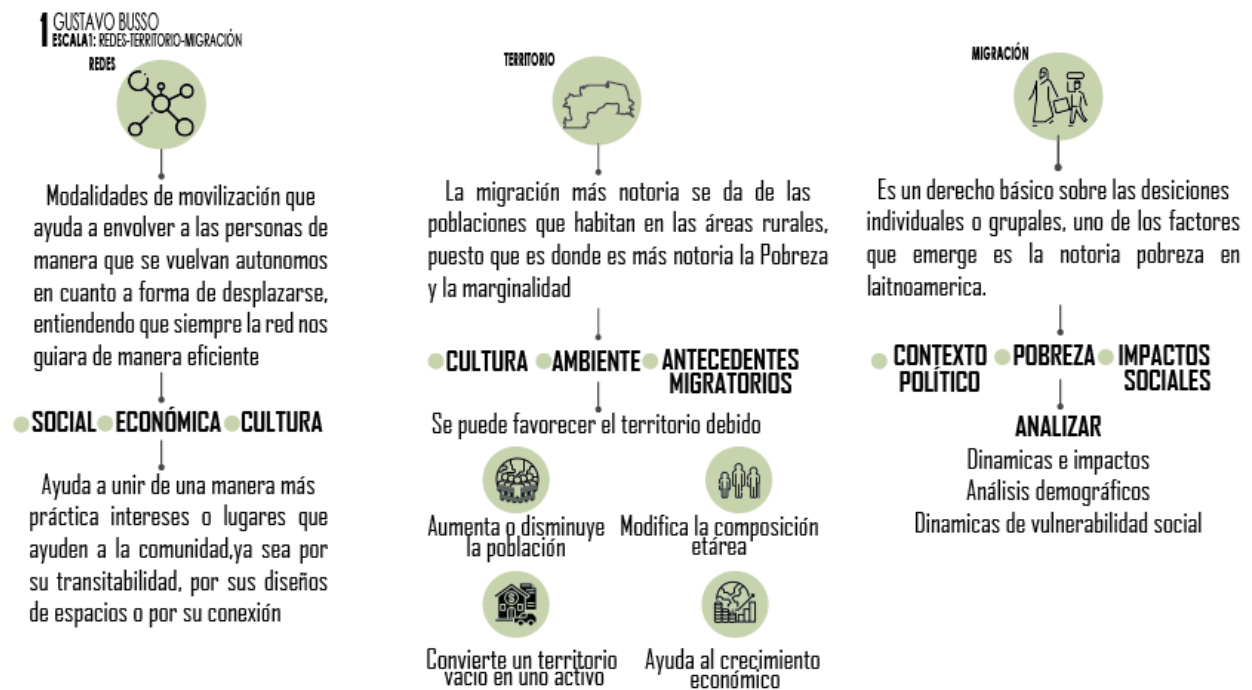 1 GUSTAVO BUSSO
ESCALA1: REDES-TERRITORIO-MIGRACIÓN
REDES
Modalidades de movilización que
ayuda a envolver a las personas de
manera que se vuelvan autonomos
en cuanto a forma de desplazarse,
entiendendo que siempre la red nos
guiara de manera eficiente
SOCIAL ECONÓMICA CULTURA
Ayuda a unir de una manera más
práctica intereses o lugares que
ayuden a la comunidad,ya sea por
su transitabilidad, por sus diseños
de espacios o por su conexión
TERRITORIO
La migración más notoria se da de las
poblaciones que habitan en las áreas rurales,
puesto que es donde es más notoria la Pobreza
y la marginalidad
CULTURA AMBIENTE ANTECEDENTES
MIGRATORIOS
Se puede favorecer el territorio debido
Aumenta o disminuye
la población
Modifica la composición
etárea
Convierte un territorio
vacio en uno activo
Ayuda al crecimiento
económico
MIGRACIÓN
Es un derecho básico sobre las desiciones
individuales o grupales, uno de los factores
que emerge es la notoria pobreza en
laitnoamerica.
CONTEXTO
POLÍTICO
POBREZA
IMPACTOS
SOCIALES
ANALIZAR
Dinamicas e impactos
Análisis demográficos
Dinamicas de vulnerabilidad social